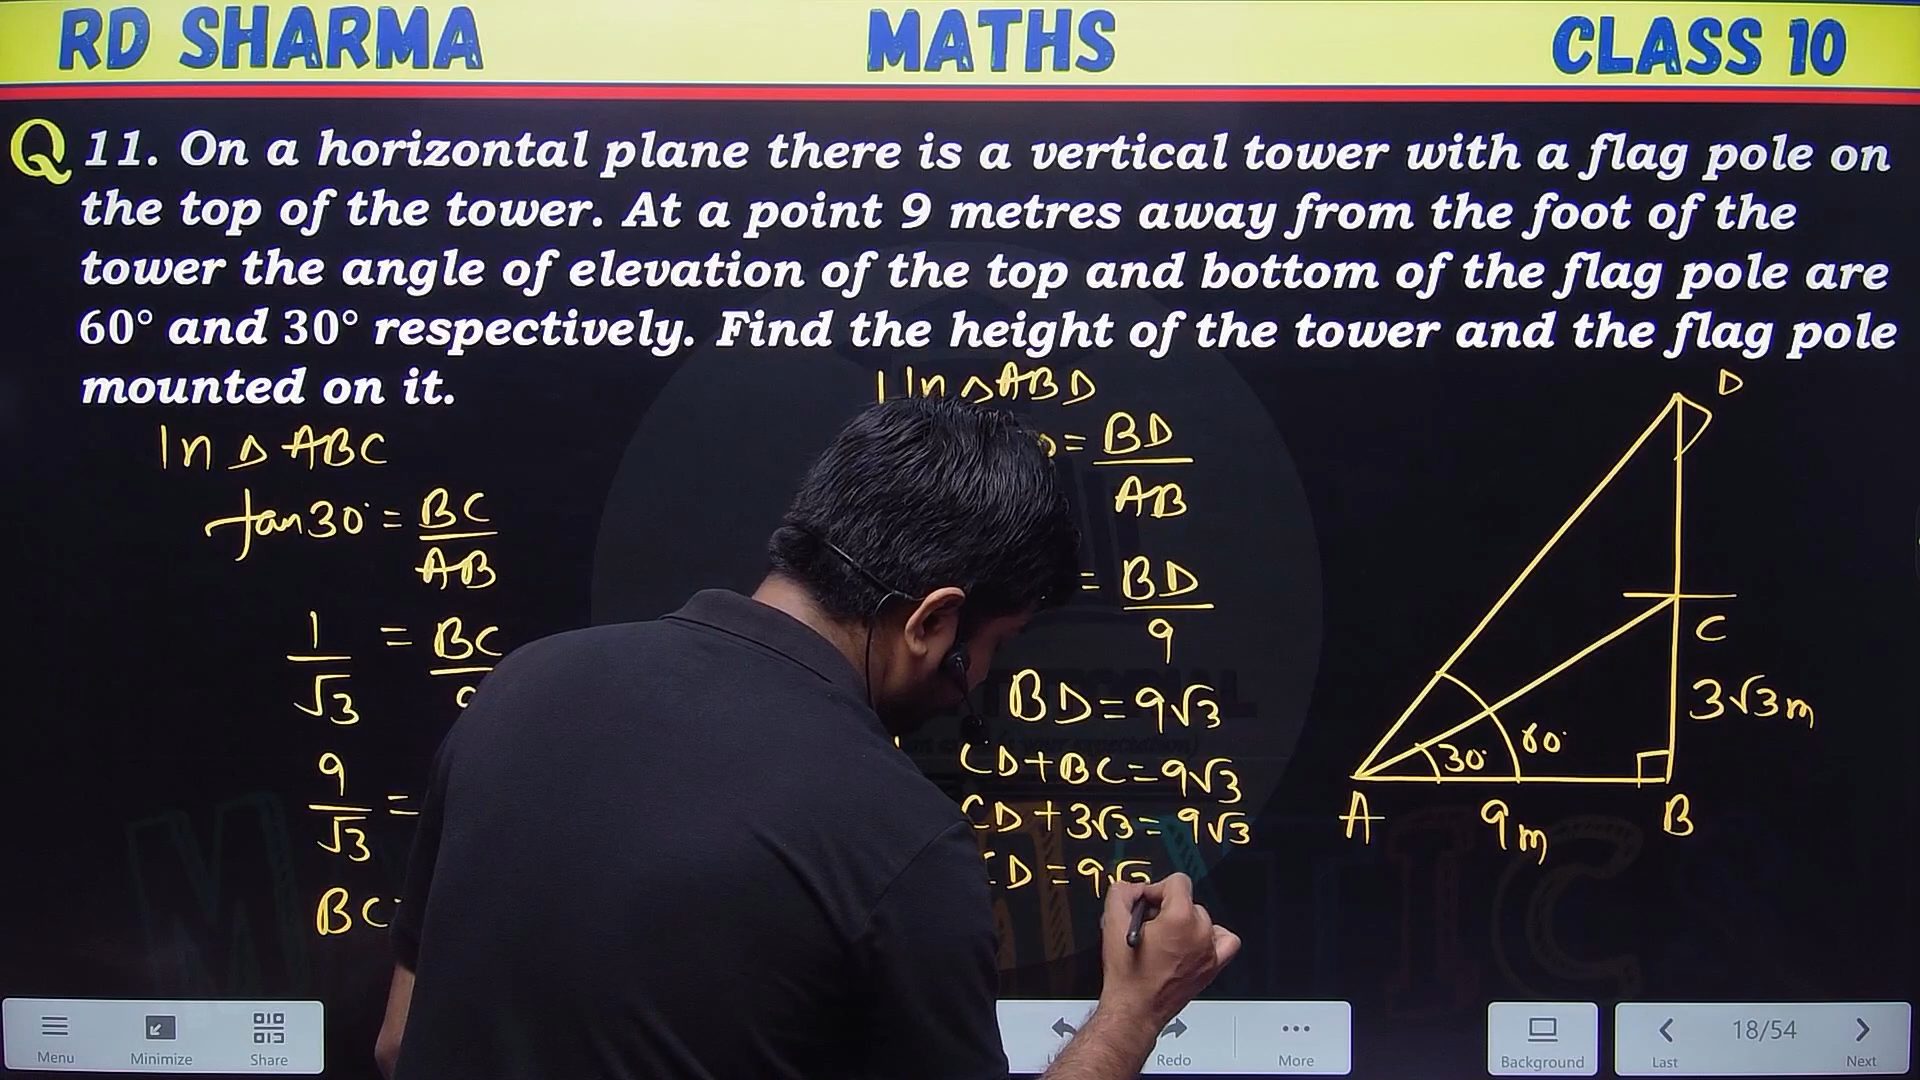 RD SHARMA MATHS CLASS 10
Q 11. On a horizontal plane there is a vertical tower with a flag pole on
the top of the tower. At a point 9 metres away from the foot of the
tower the angle of elevation of the top and bottom of the flag pole are
60° and 30° respectively. Find the height of the tower and the flag pole
mounted on it.
In △ ABC
tan30° = BC/AB
1/√3 = BC
9/√3 =
BC
In △ABD
= BD/AB
= BD/9
BD = 9√3
CD+BC=9√3
CD+3√3=9√3
CD = 9√3
D
C
3√3 m
30° 60°
A 9m B
Menu Minimize Share Redo More Background Last 18/54 Next